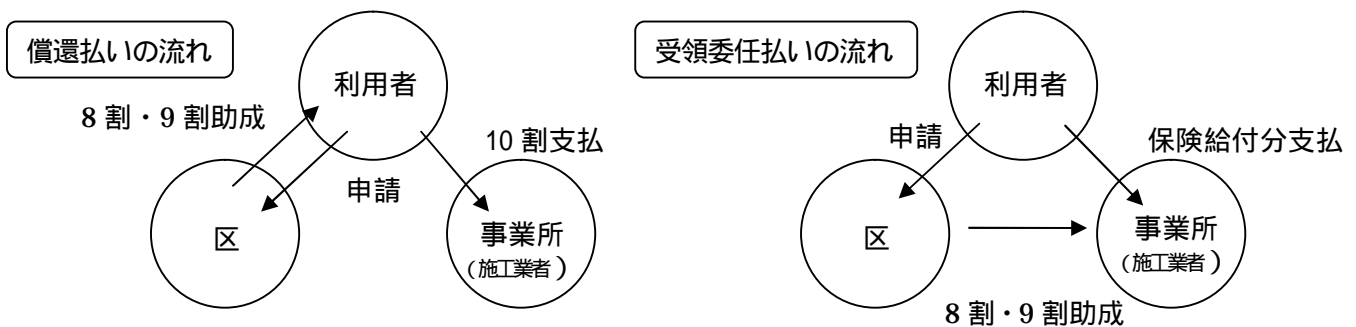 償還払いの流れ
利用者
8割・9割助成
10割支払
申請
区
事業所
(施工業者)
受領委任払いの流れ
利用者
申請
保険給付分支払
区
事業所
(施工業者)
8割・9割助成